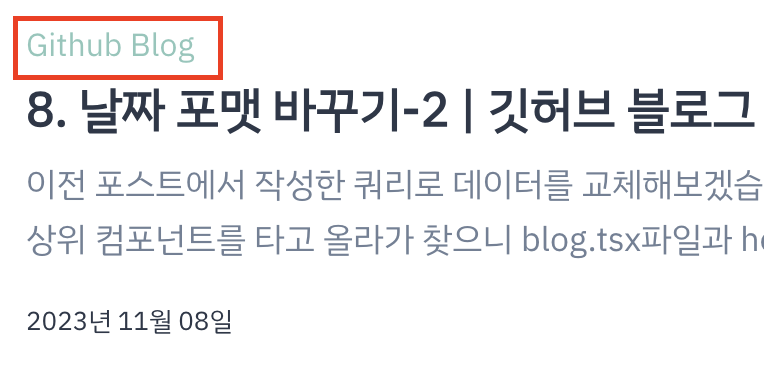 Github Blog
8. 날짜 포맷 바꾸기-2 | 깃허브 블로그
이전 포스트에서 작성한 쿼리로 데이터를 교체해보겠습
상위 컴포넌트를 타고 올라가 찾으니 blog.tsx파일과
2023년 11월 08일